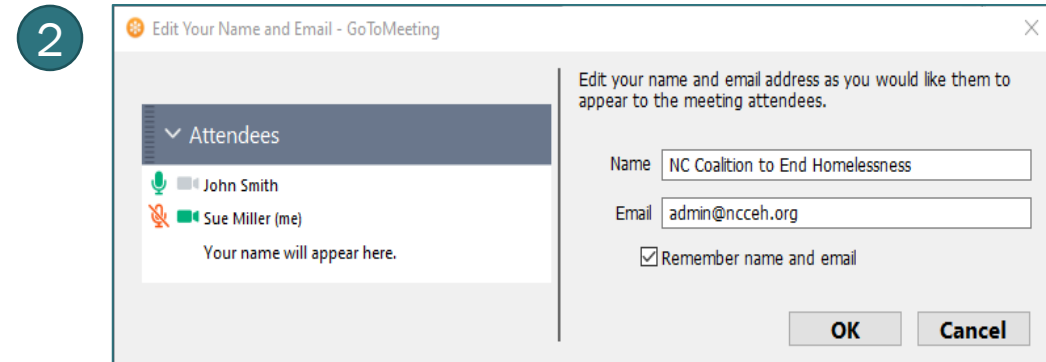 2
Edit Your Name and Email - GoToMeeting
Attendees
John Smith
Sue Miller (me)
Your name will appear here.
Edit your name and email address as you would like them to
appear to the meeting attendees.
Name NC Coalition to End Homelessness
Email admin@ncceh.org
Remember name and email
OK Cancel